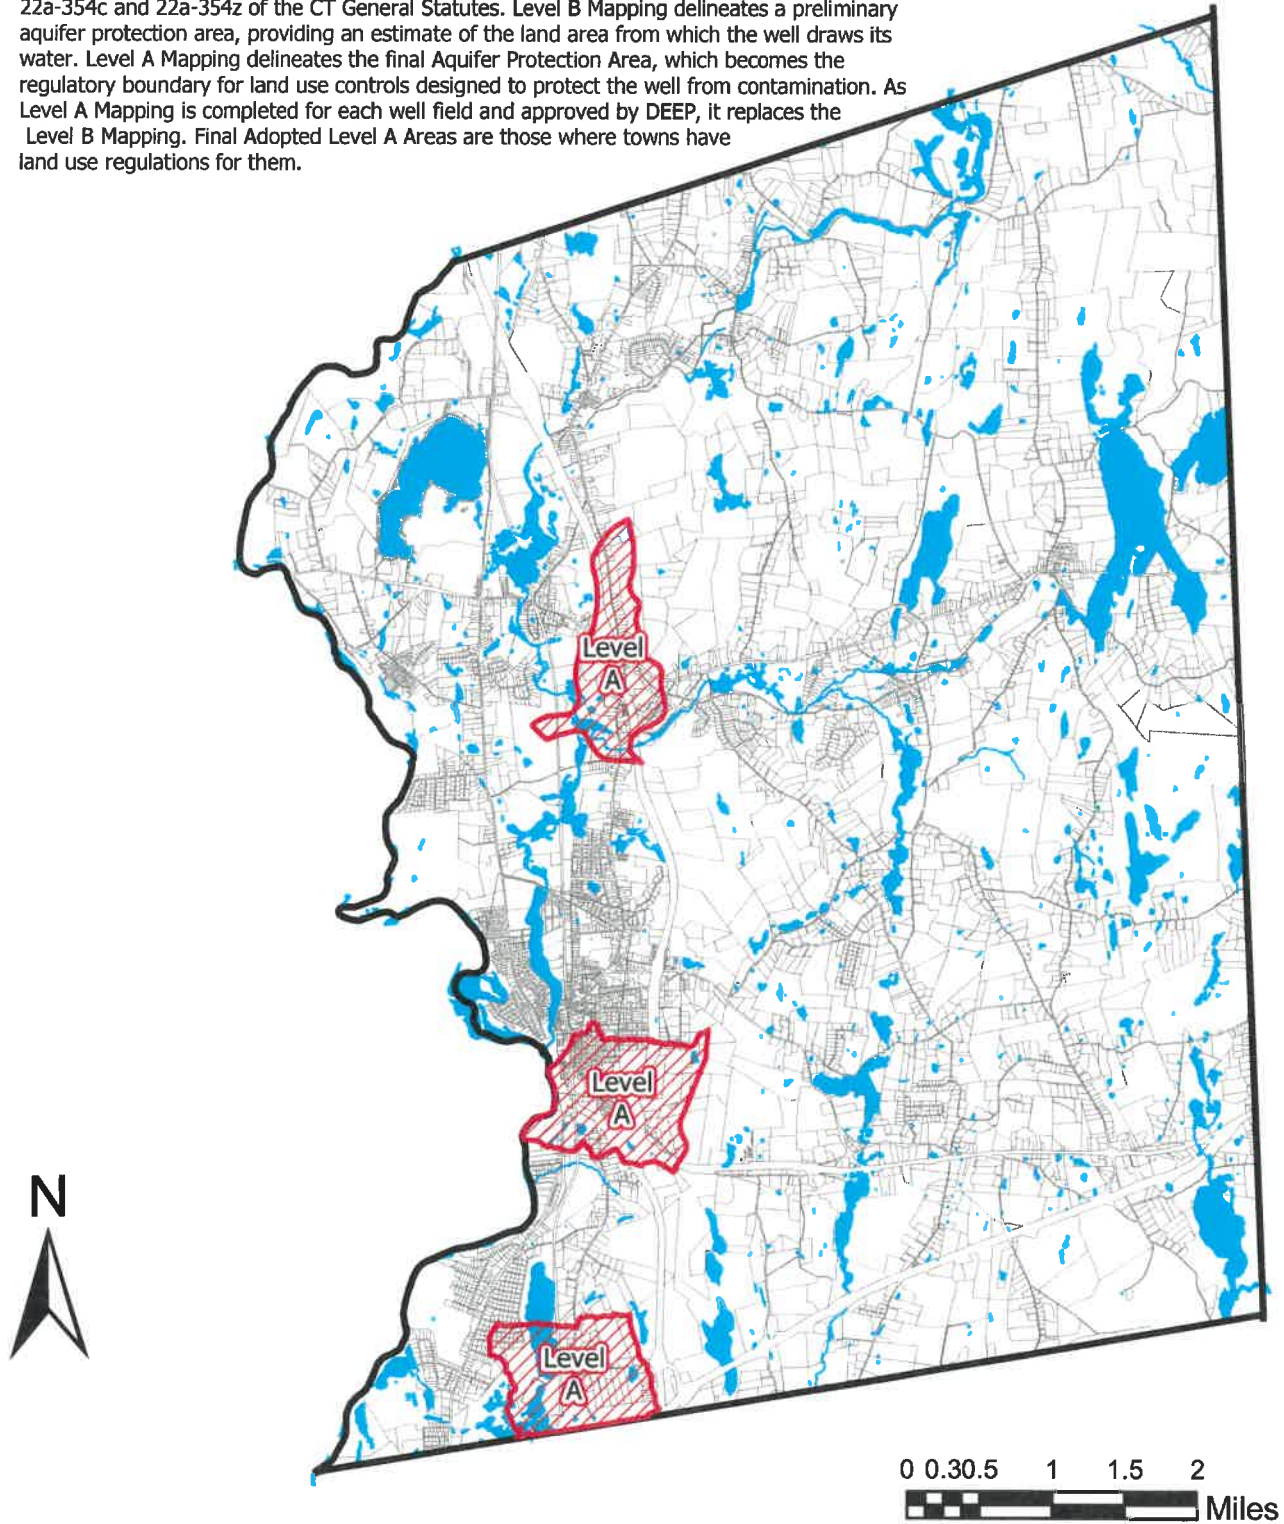 22a-354c and 22a-354z of the CT General Statutes. Level B Mapping delineates a preliminary
aquifer protection area, providing an estimate of the land area from which the well draws its
water. Level A Mapping delineates the final Aquifer Protection Area, which becomes the
regulatory boundary for land use controls designed to protect the well from contamination. As
Level A Mapping is completed for each well field and approved by DEEP, it replaces the
Level B Mapping. Final Adopted Level A Areas are those where towns have
land use regulations for them.
Level
A
Level
A
N
Level
A
0 0.30.5 1 1.5 2
Miles